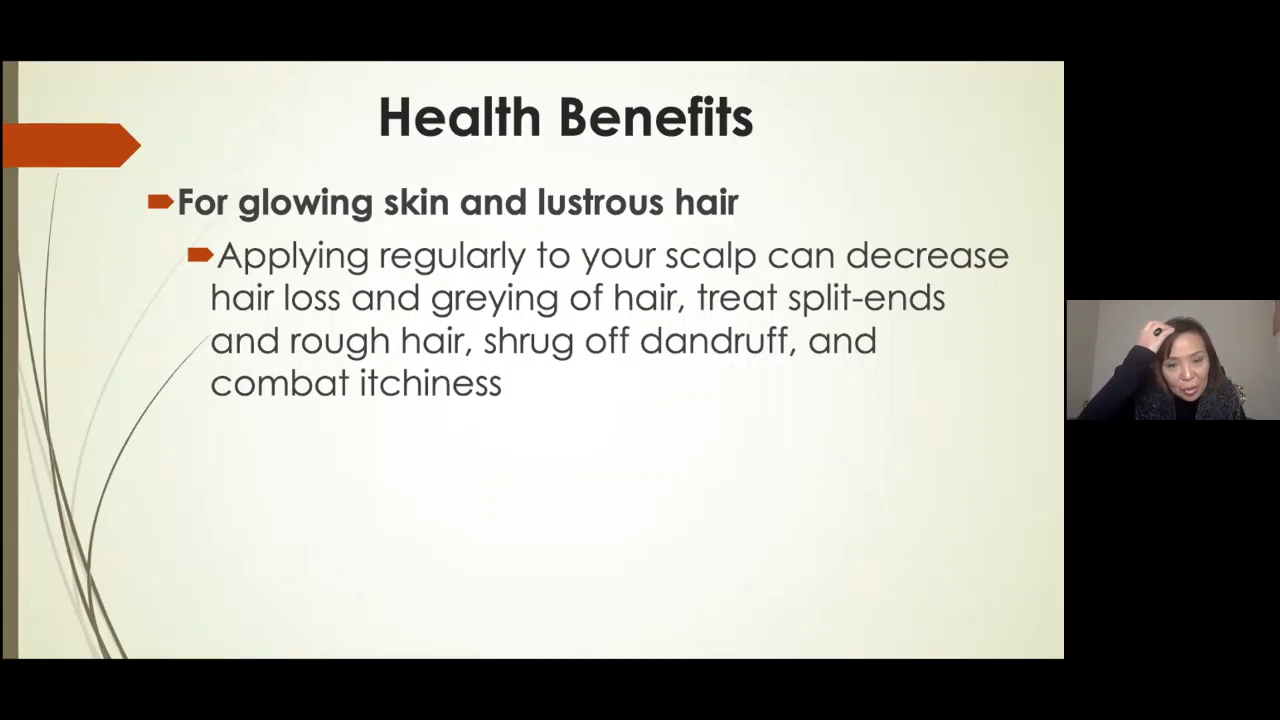 Health Benefits
For glowing skin and lustrous hair
Applying regularly to your scalp can decrease
hair loss and greying of hair, treat split-ends
and rough hair, shrug off dandruff, and
combat itchiness